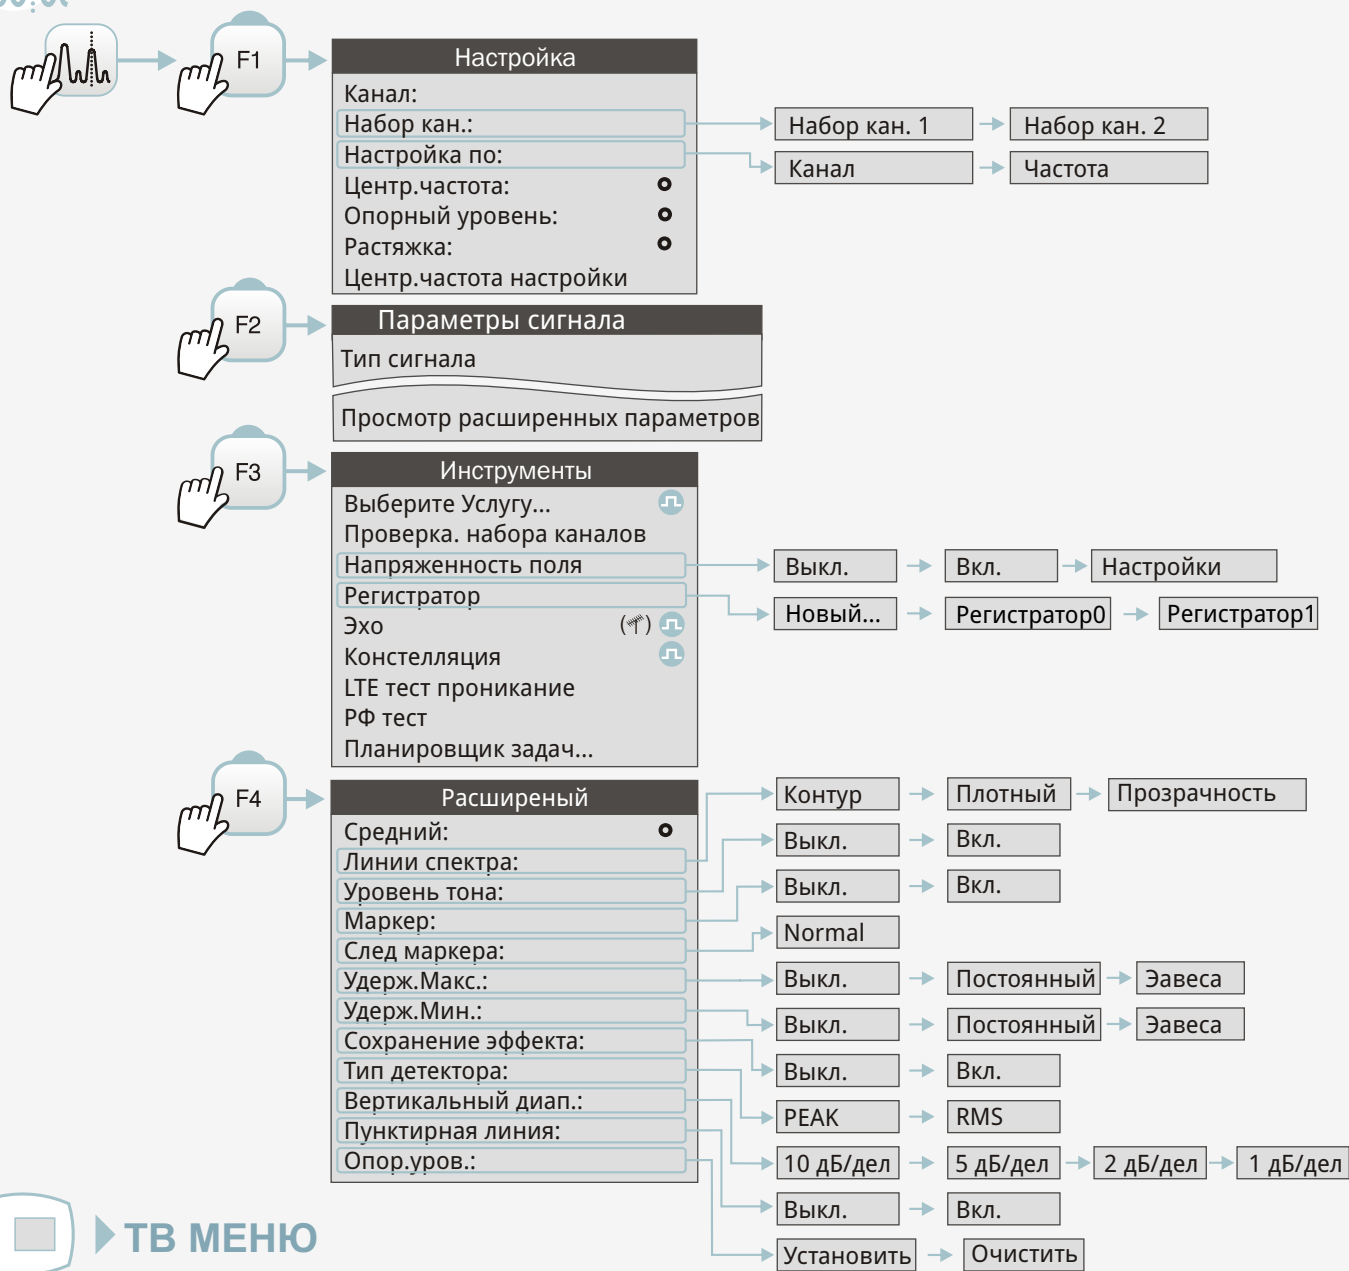 F1
Настройка
Канал:
Набор кан.:
Набор кан. 1
Набор кан. 2
Настройка по:
Канал
Частота
Центр.частота:
Опорный уровень:
Растяжка:
Центр.частота настройки
F2
Параметры сигнала
Тип сигнала
Просмотр расширенных параметров
F3
Инструменты
Выберите Услугу...
Проверка. набора каналов
Напряженность поля
Выкл.
Вкл.
Настройки
Регистратор
Новый...
Регистратор0
Регистратор1
Эхо
Констелляция
LTE тест проникание
РФ тест
Планировщик задач...
F4
Расширеный
Средний:
Линии спектра:
Контур
Плотный
Прозрачность
Уровень тона:
Выкл.
Вкл.
Маркер:
Выкл.
Вкл.
След маркера:
Normal
Удерж.Макс.:
Выкл.
Постоянный
Эавеса
Удерж.Мин.:
Выкл.
Постоянный
Эавеса
Сохранение эффекта:
Выкл.
Вкл.
Тип детектора:
PEAK
RMS
Вертикальный диап.:
10 дБ/дел
5 дБ/дел
2 дБ/дел
1 дБ/дел
Пунктирная линия:
Выкл.
Вкл.
Опор.уров.:
Установить
Очистить
ТВ МЕНЮ